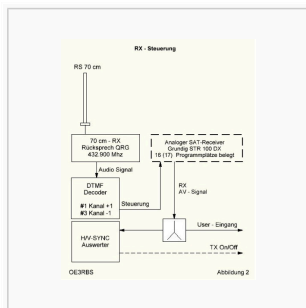 RX - Steuerung
RS 70 cm
70 cm - RX
Rücksprech QRG
432.900 Mhz
Analoger SAT-Receiver
Grundig STR 100 DX
16 (17) Programmplätze belegt
Audio Signal
DTMF
Decoder
#1 Kanal +1
#3 Kanal -1
Steuerung
RX
AV - Signal
User - Eingang
H/V-SYNC
Auswerter
TX On/Off
OE3RBS
Abbildung 2